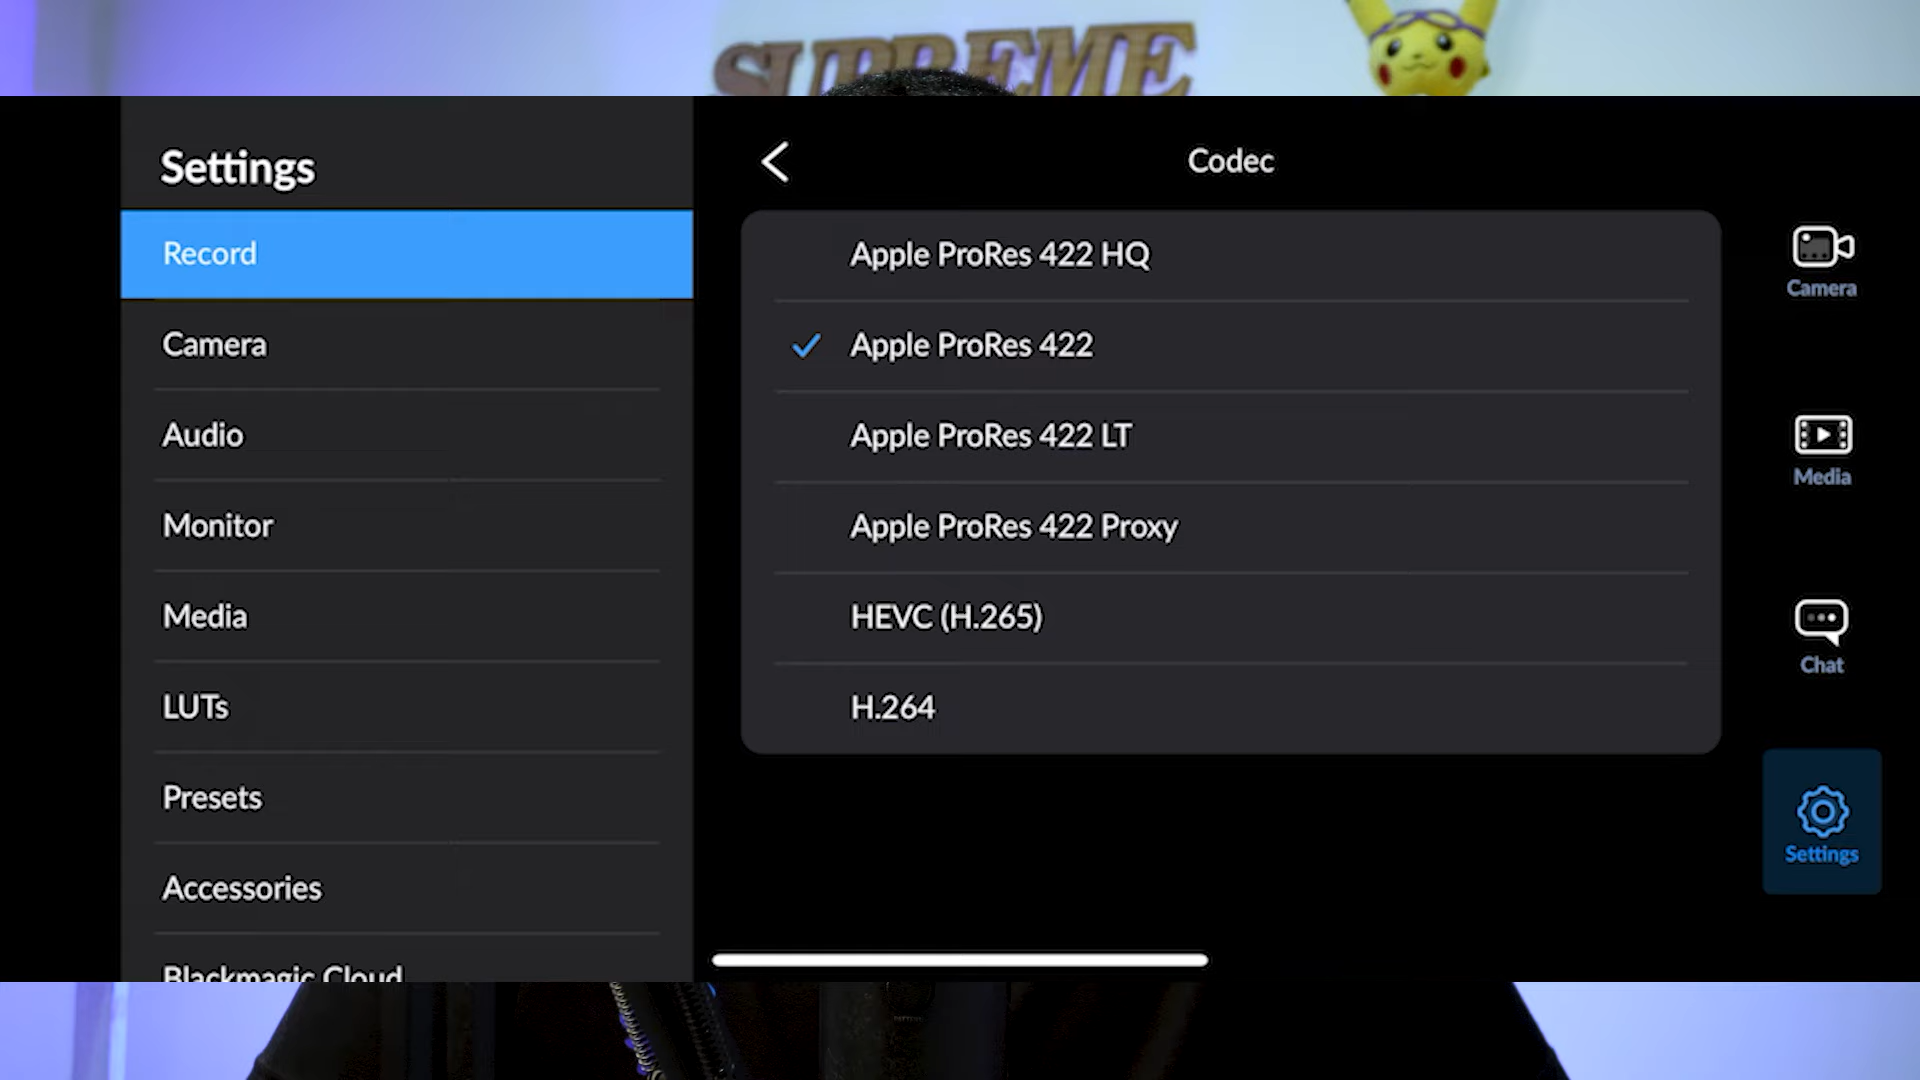 SUPREME
Settings
Record
Camera
Audio
Monitor
Media
LUTs
Presets
Accessories
Blackmagic Cloud
Codec
Apple ProRes 422 HQ
Apple ProRes 422
Apple ProRes 422 LT
Apple ProRes 422 Proxy
HEVC (H.265)
H.264
Camera
Media
Chat
Settings